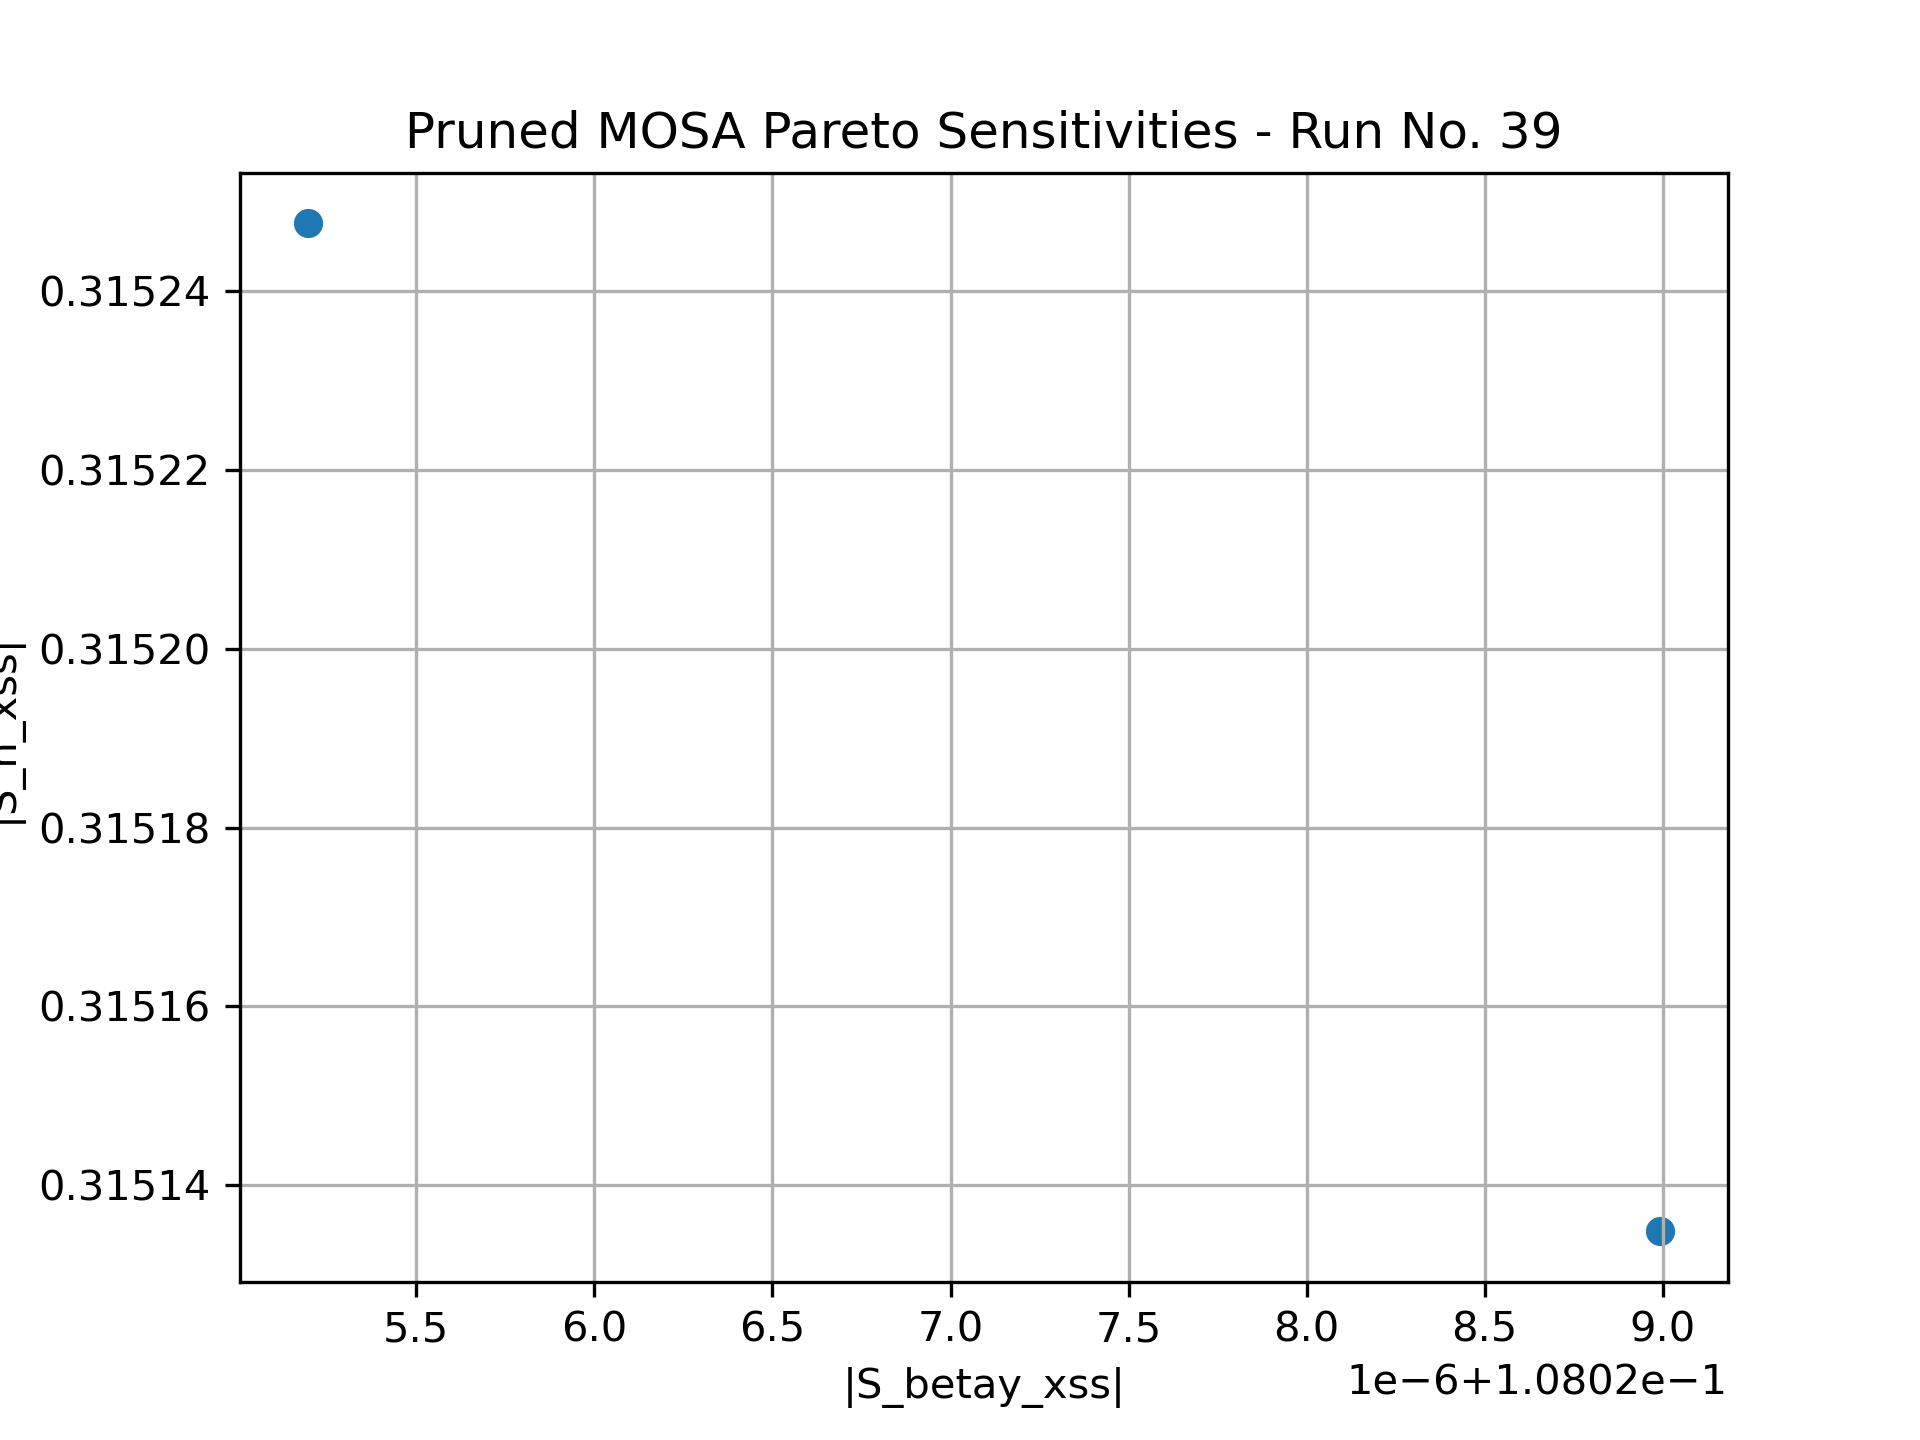 Pruned MOSA Pareto Sensitivities - Run No. 39
0.31524
0.31522
0.31520
0.31518
0.31516
0.31514
|S_n_xss|
5.5 6.0 6.5 7.0 7.5 8.0 8.5 9.0
|S_betay_xss|
1e−6+1.0802e−1